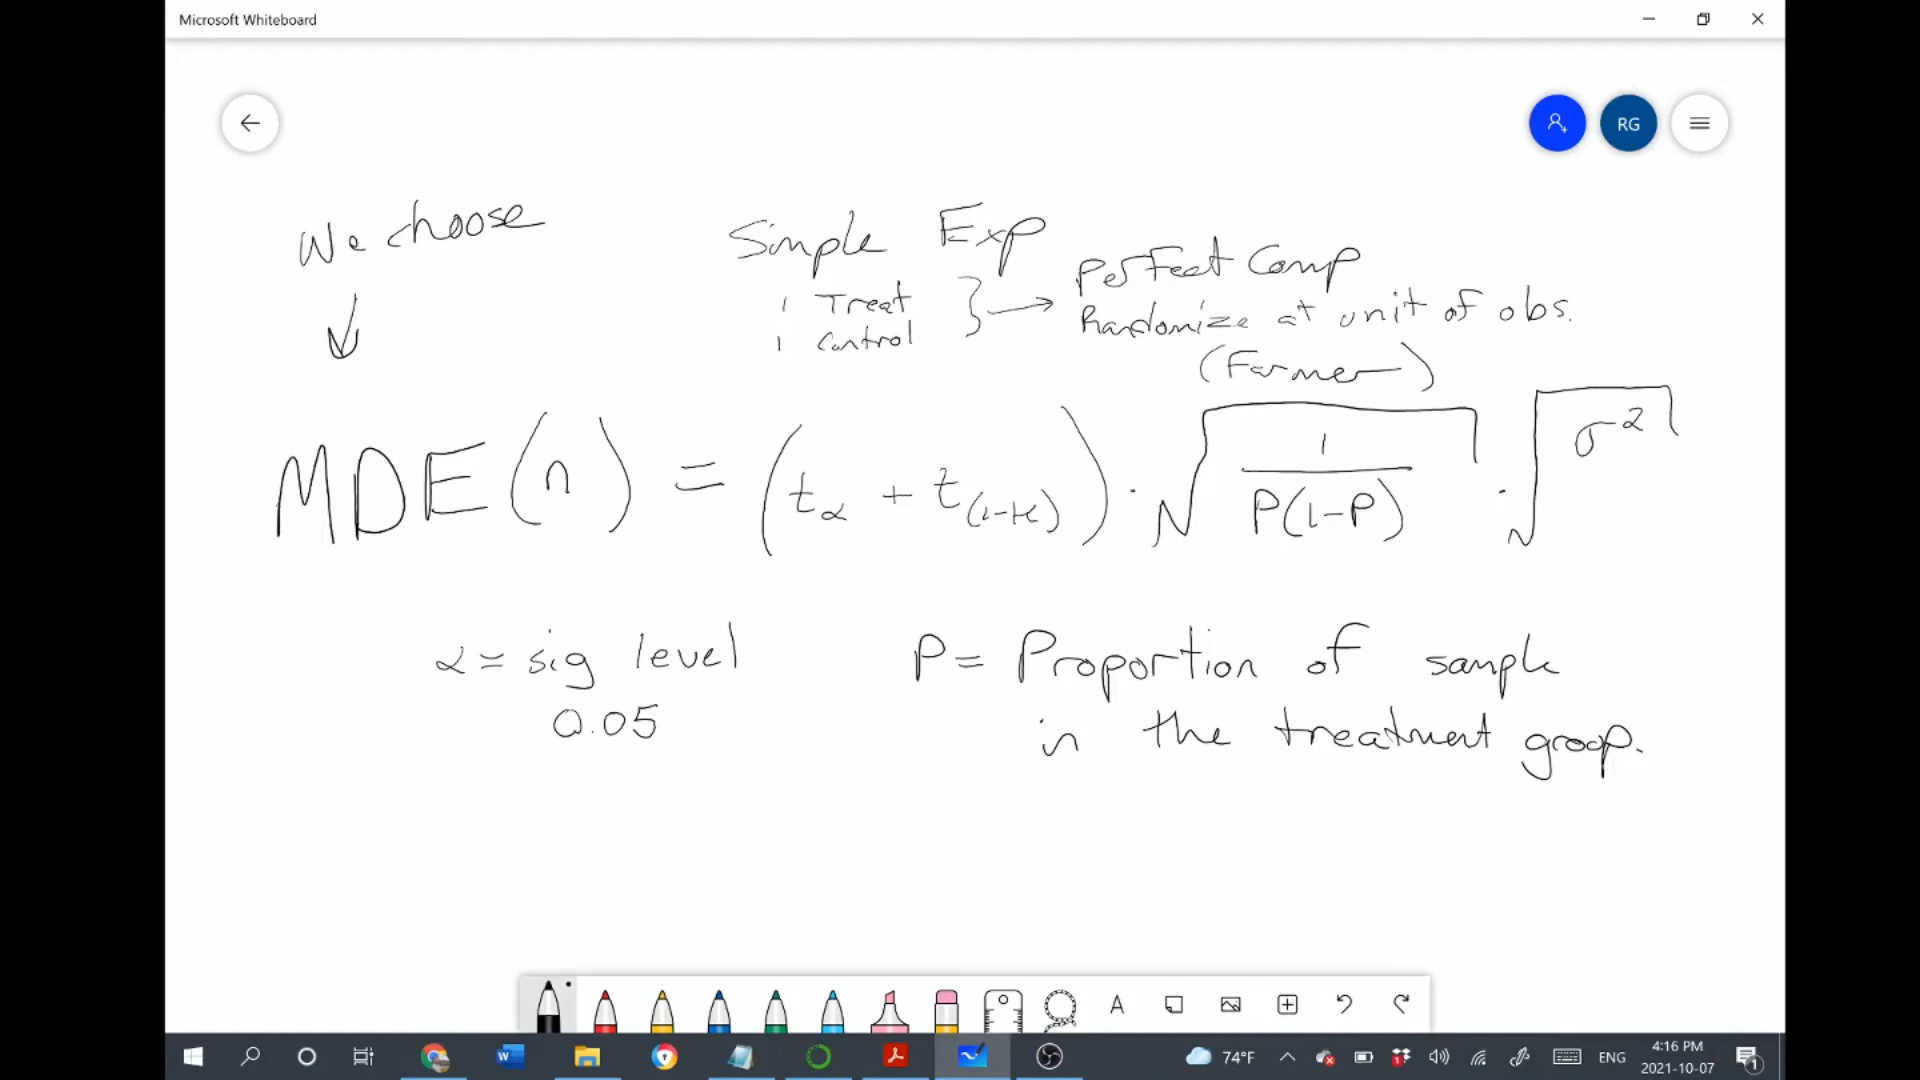 Microsoft Whiteboard
RG
We choose
Simple Exp
1 Treat
1 Control
Perfect Comp
Randomize at unit of obs.
(Farmer)
MDE(n) = (t_α + t_(1-κ)) · √(1/P(1-P)) · √(σ²
α = sig level
0.05
P = Proportion of sample
in the treatment group.
74°F
ENG
4:16 PM
2021-10-07